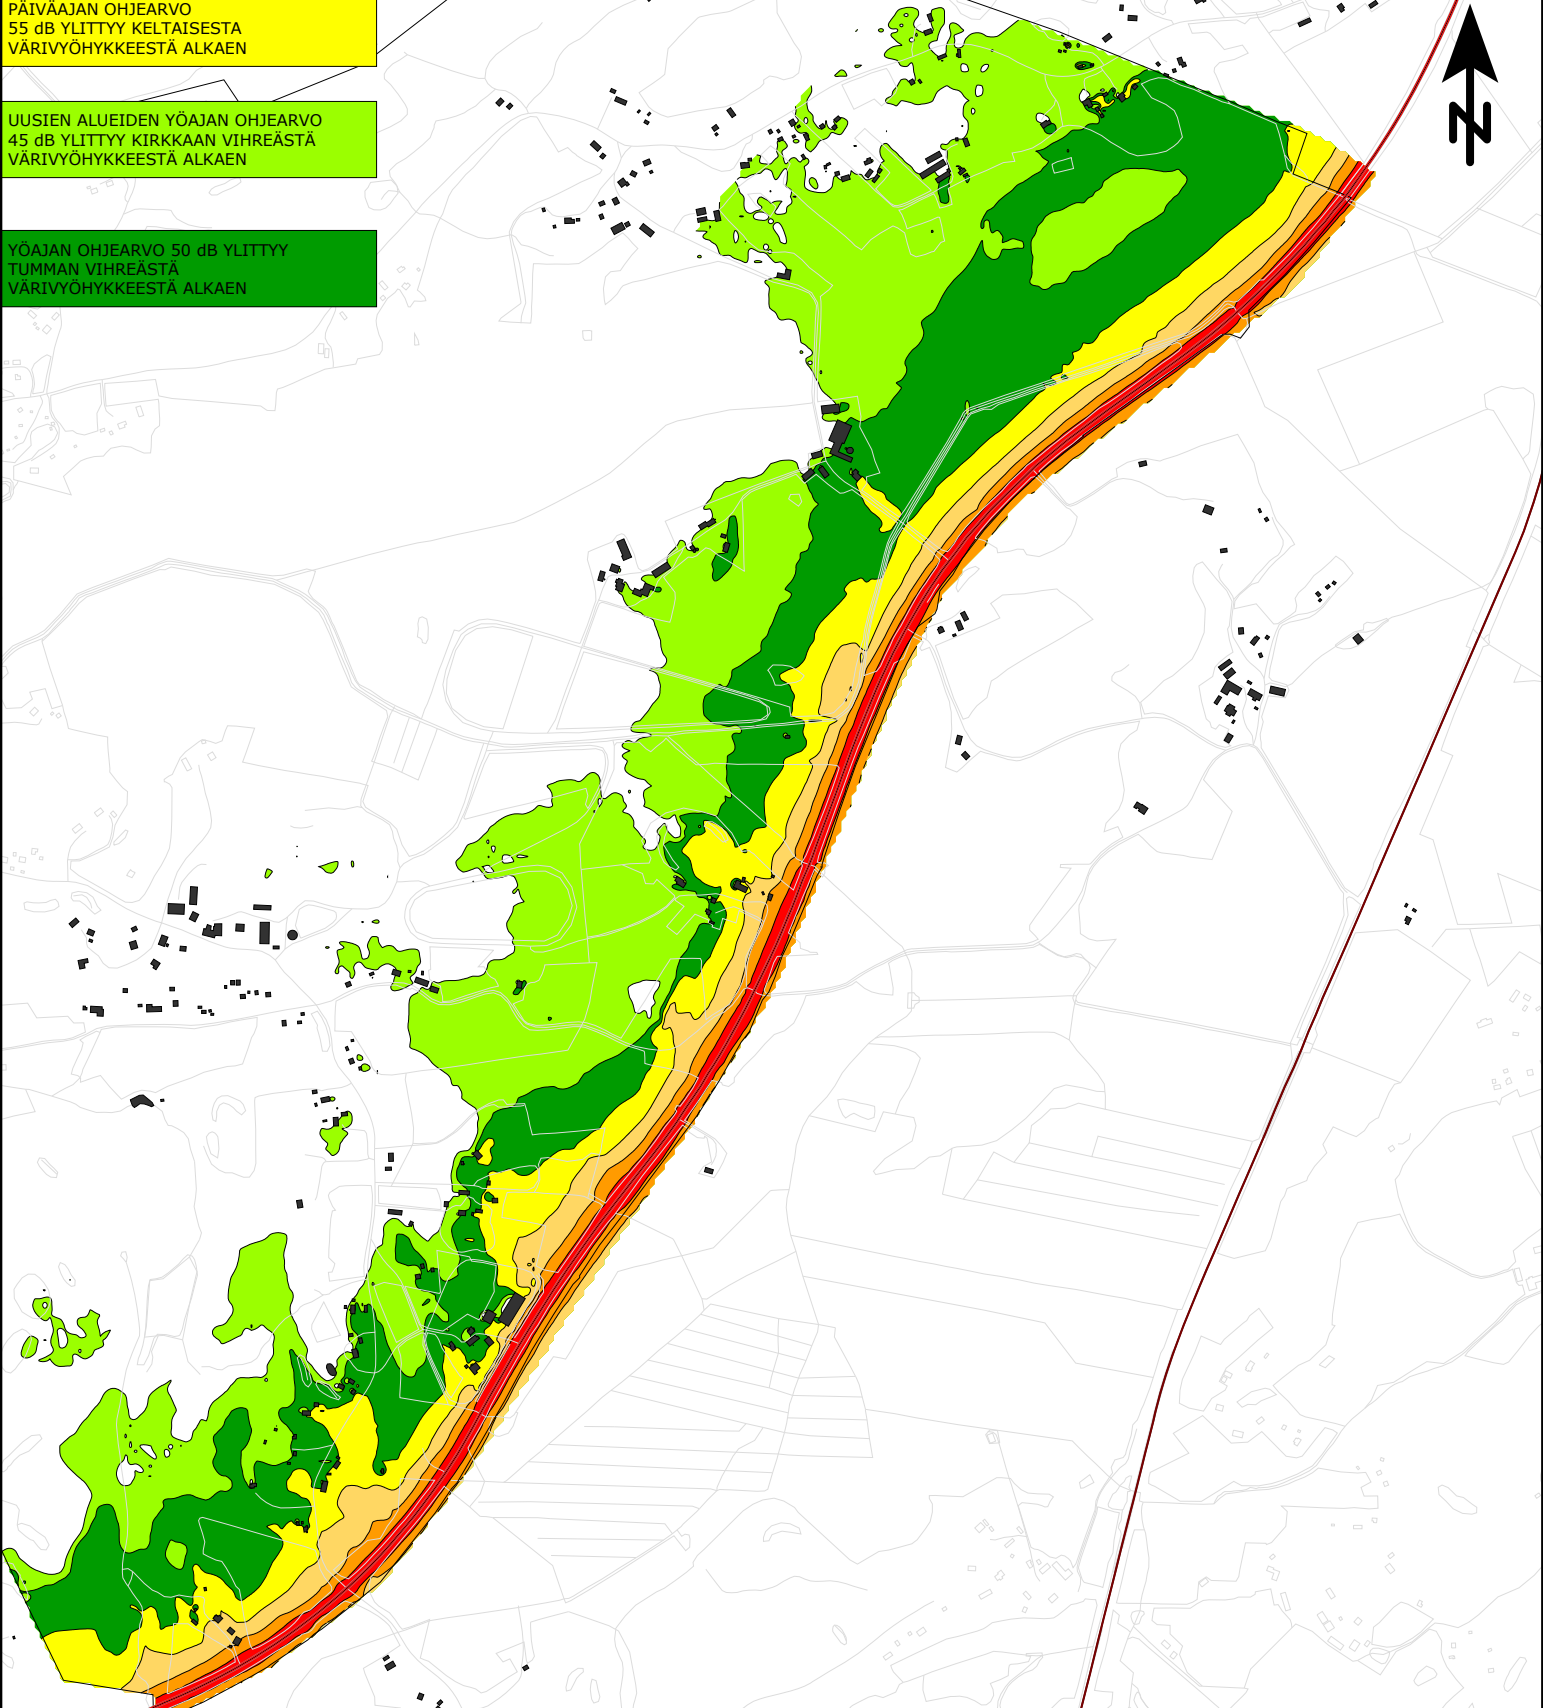 PÄIVÄAJAN OHJEARVO
55 dB YLITTYY KELTAISESTA
VÄRIVYÖHYKKEESTÄ ALKAEN
UUSIEN ALUEIDEN YÖAJAN OHJEARVO
45 dB YLITTYY KIRKKAAN VIHREÄSTÄ
VÄRIVYÖHYKKEESTÄ ALKAEN
YÖAJAN OHJEARVO 50 dB YLITTYY
TUMMAN VIHREÄSTÄ
VÄRIVYÖHYKKEESTÄ ALKAEN
N